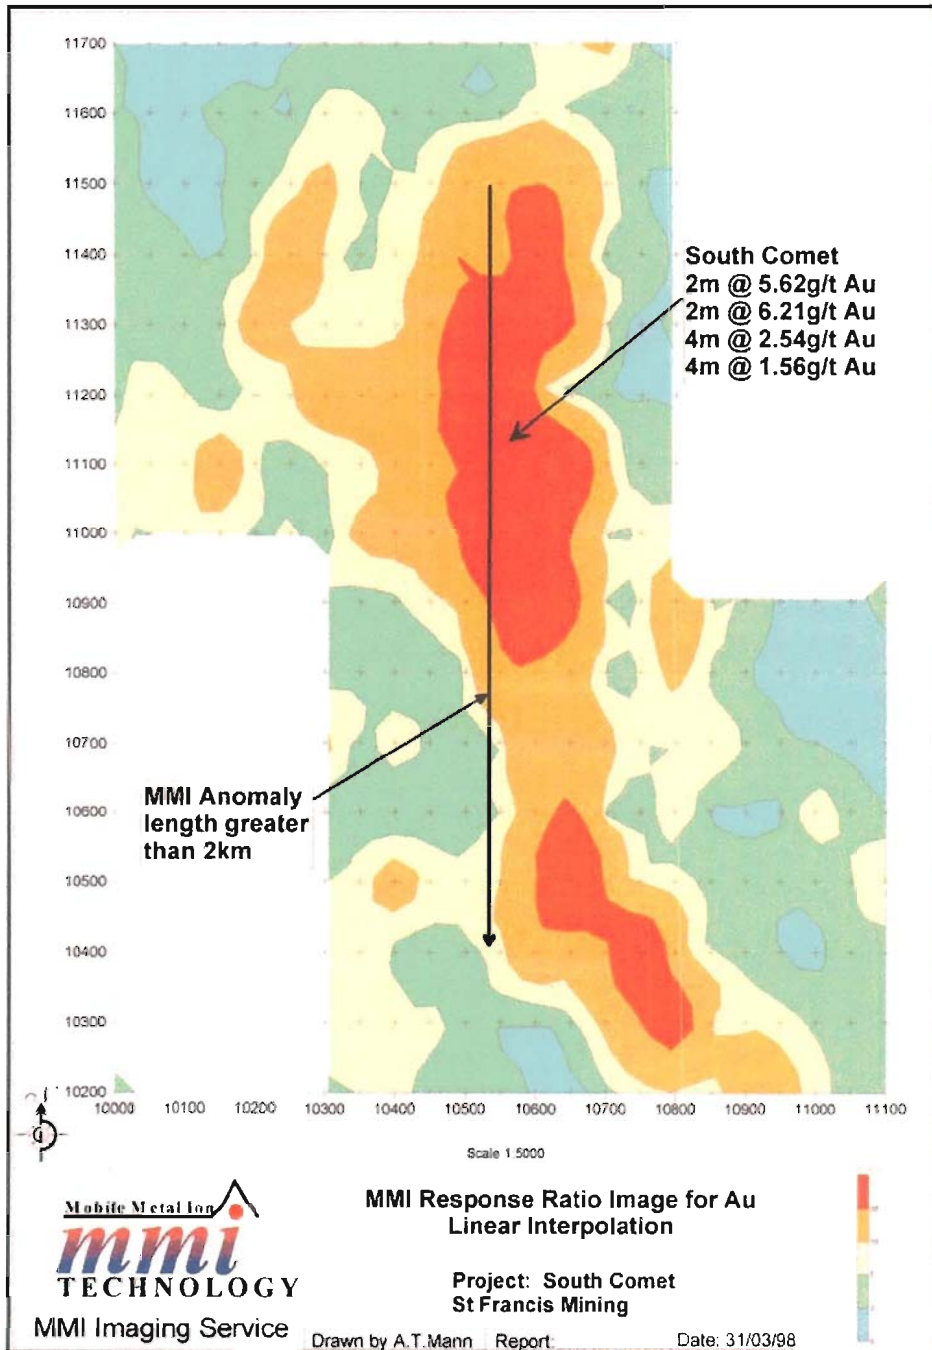 11700
11600
11500
11400
11300
11200
11100
11000
10900
10800
10700
10600
10500
10400
10300
10200
South Comet
2m @ 5.62g/t Au
2m @ 6.21g/t Au
4m @ 2.54g/t Au
4m @ 1.56g/t Au
MMI Anomaly
length greater
than 2km
10000 10100 10200 10300 10400 10500 10600 10700 10800 10900 11000 11100
Scale 1:5000
Mobile Metal Ion
mmi
TECHNOLOGY
MMI Imaging Service
MMI Response Ratio Image for Au
Linear Interpolation
Project: South Comet
St Francis Mining
Drawn by A.T.Mann Report: Date: 31/03/98